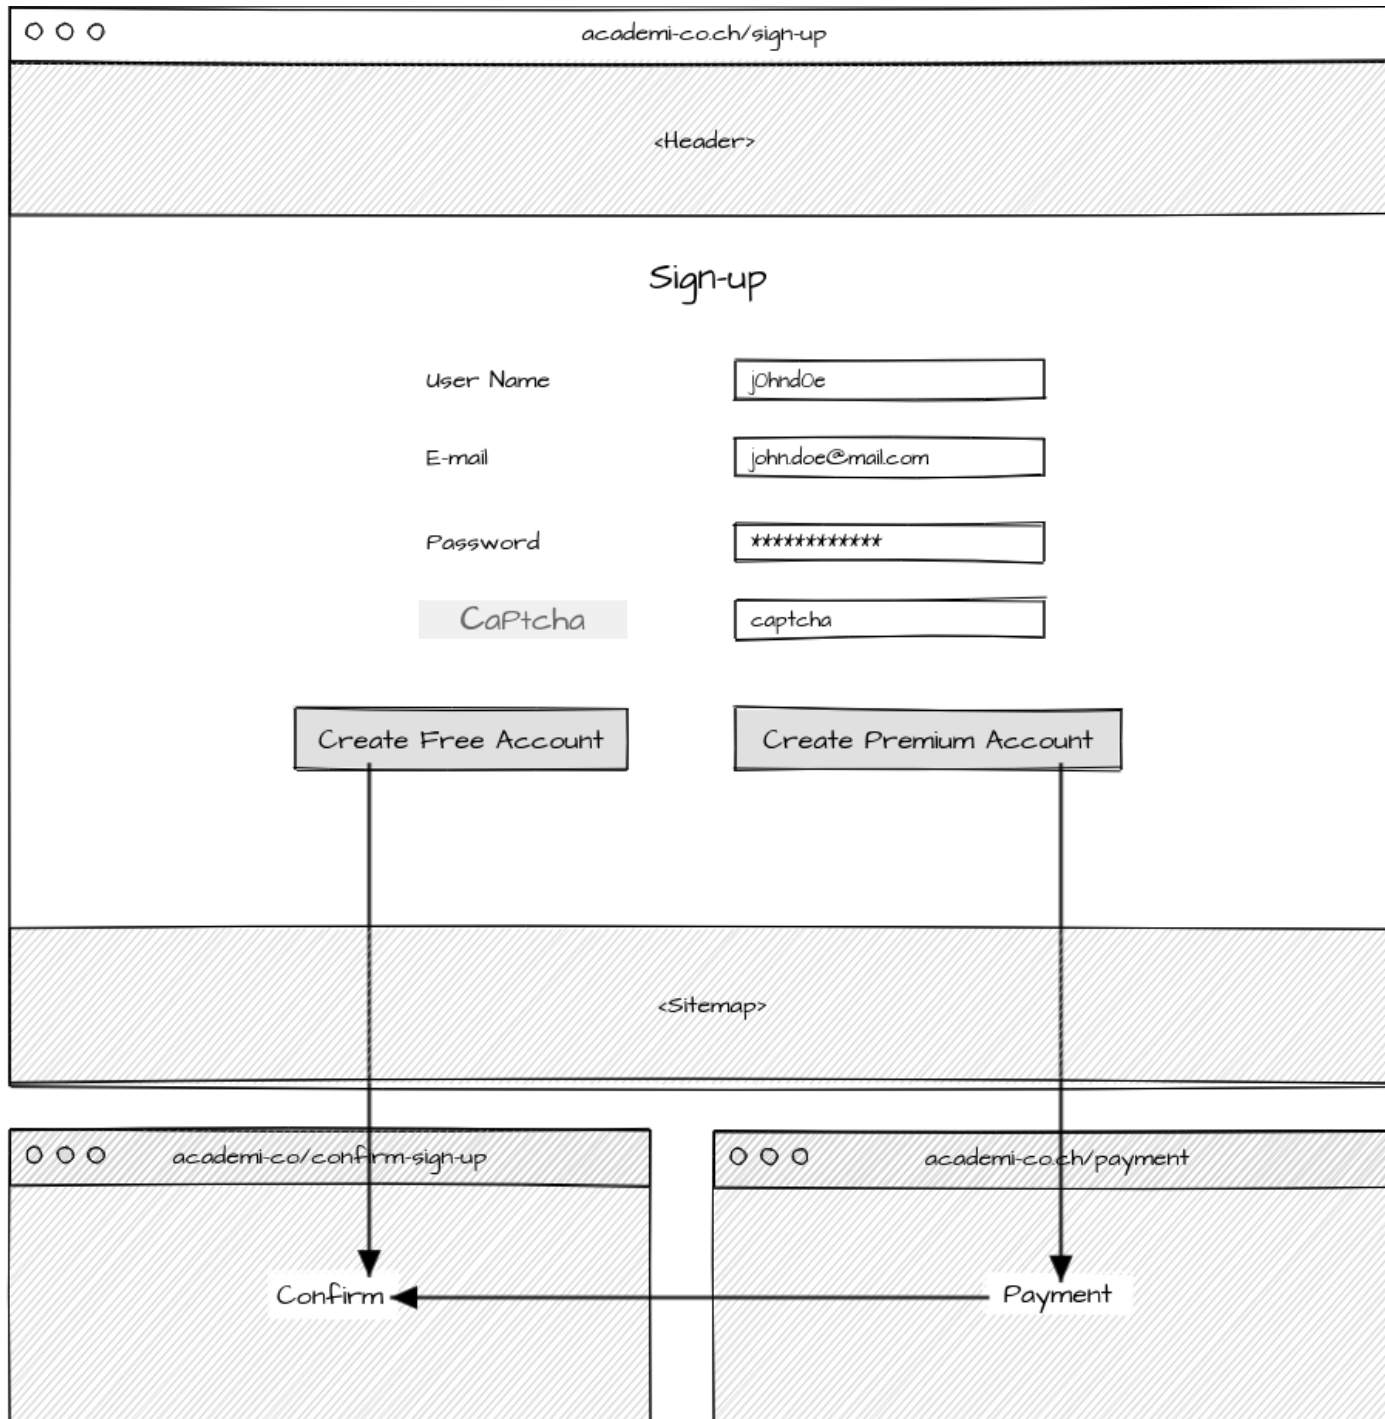 academi-co.ch/sign-up
<Header>
Sign-up
User Name
j0hnd0e
E-mail
john.doe@mail.com
Password
************
CaPtcha
captcha
Create Free Account
Create Premium Account
<Sitemap>
academi-co/confirm-sign-up
academi-co.ch/payment
Confirm
Payment